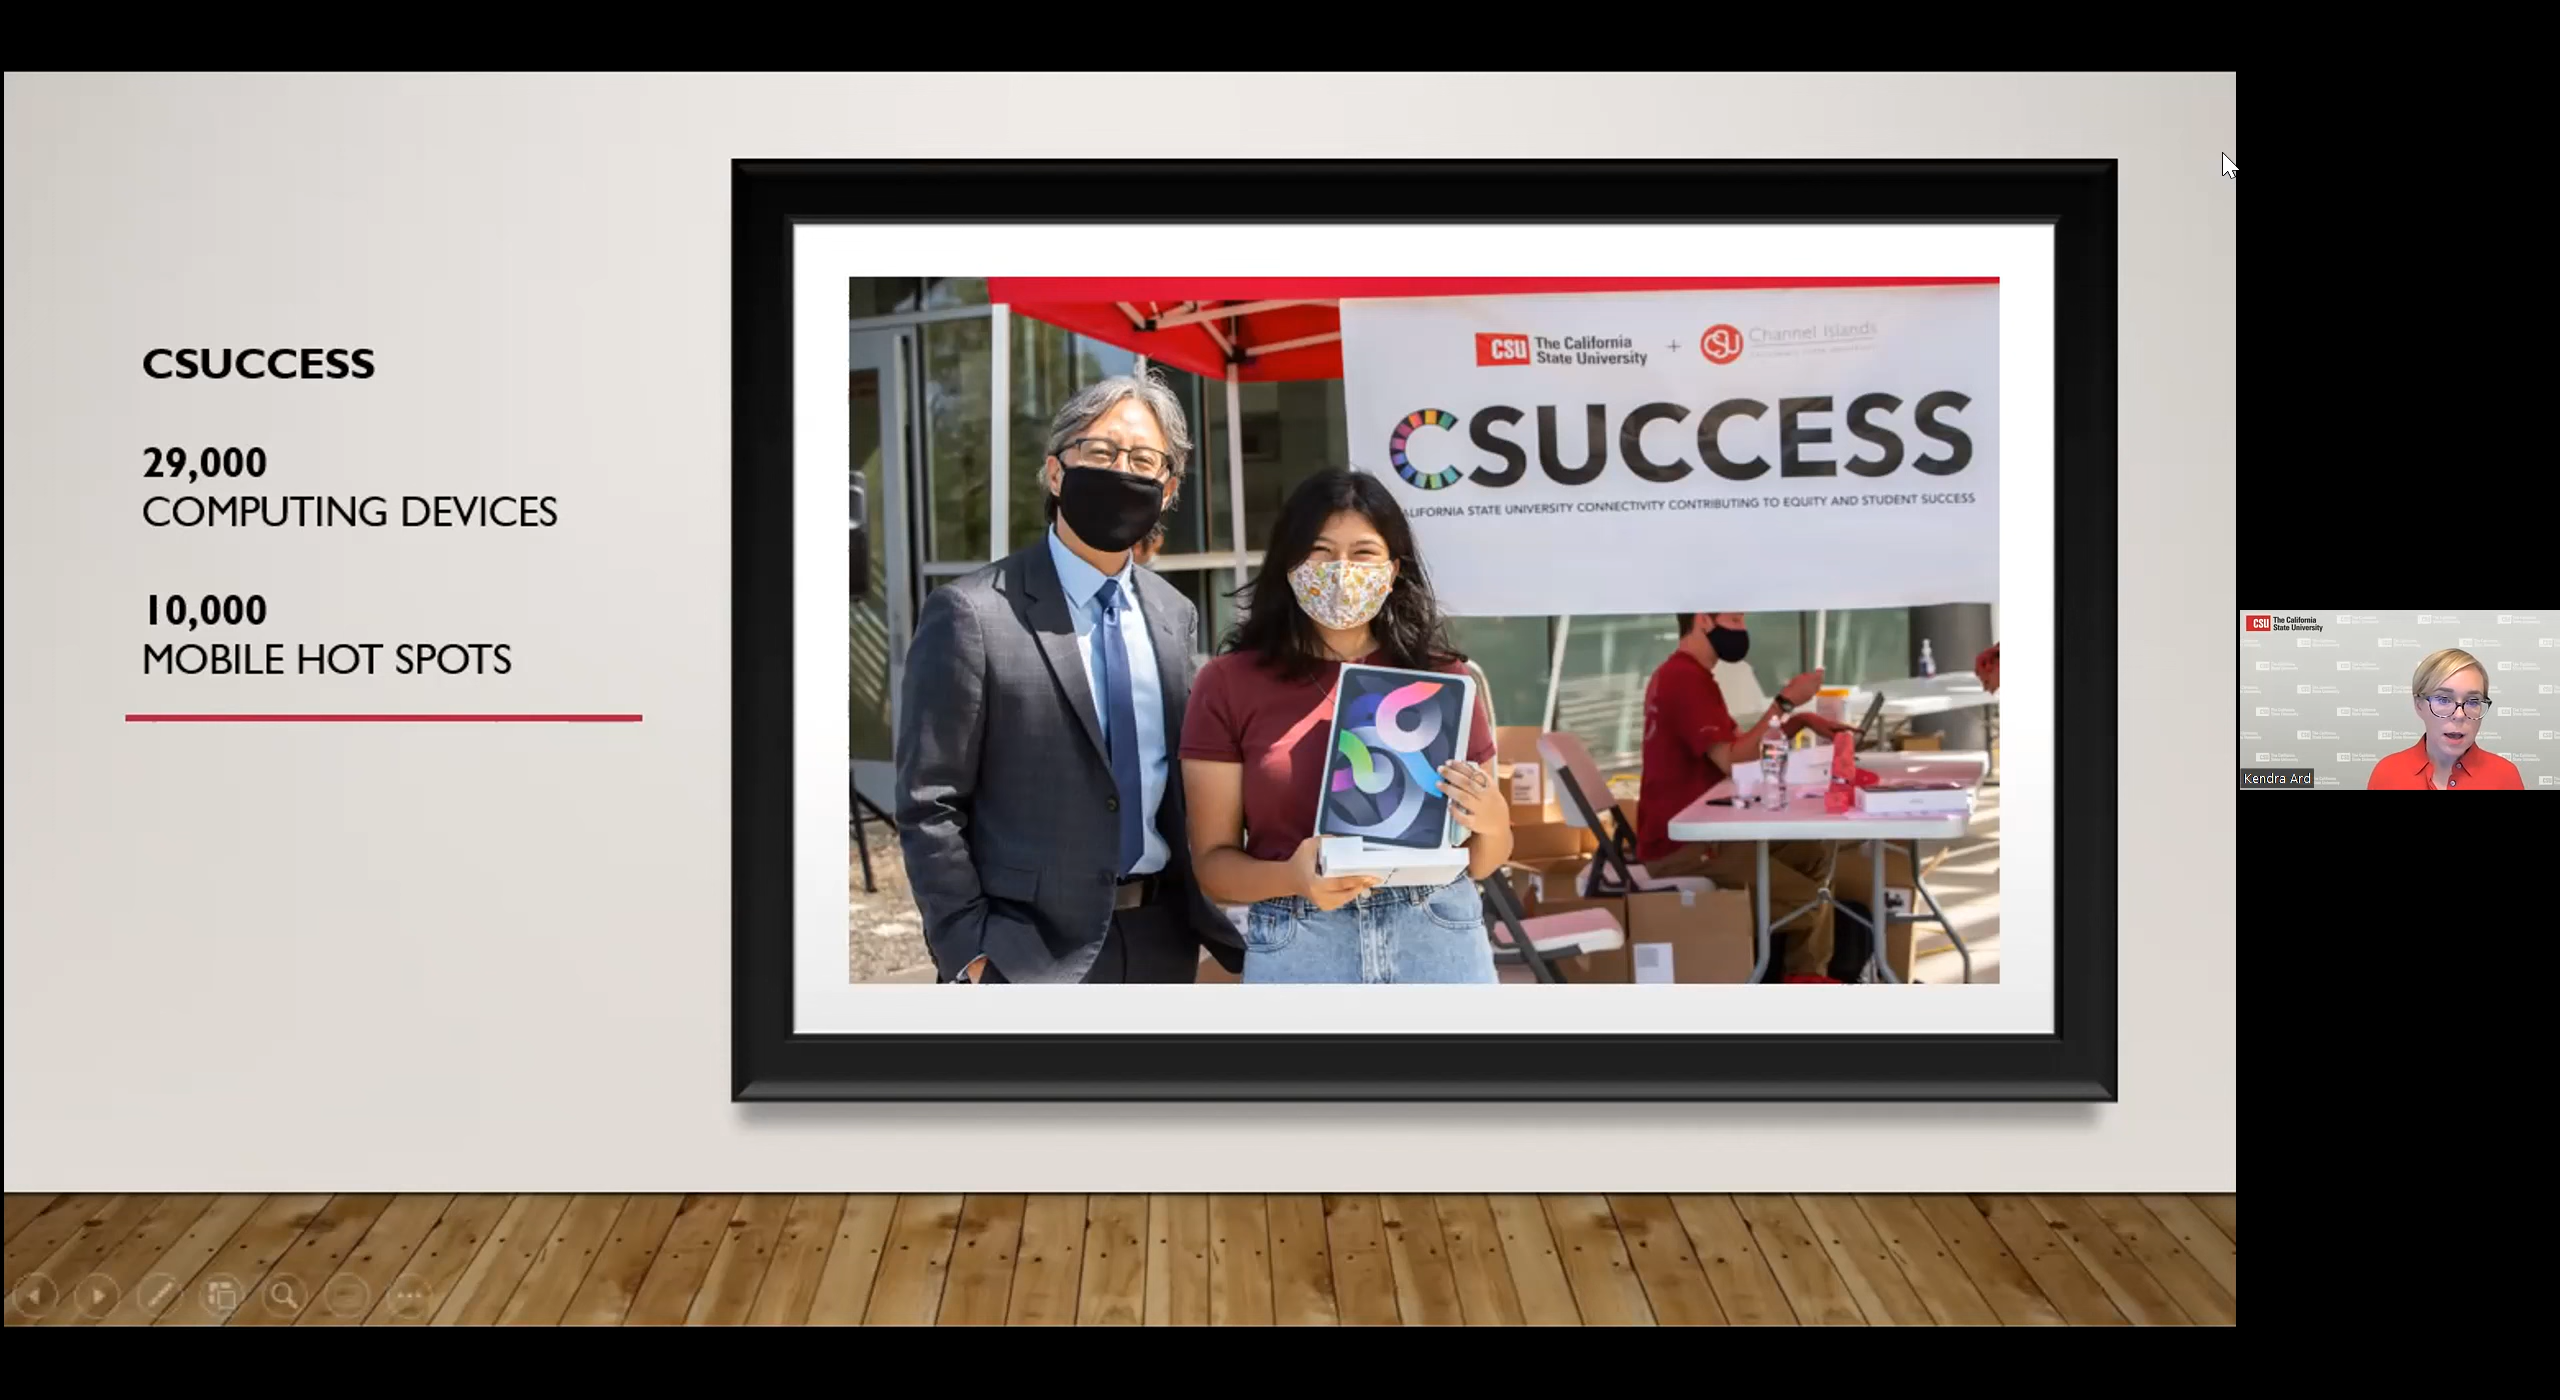 CSUCCESS
29,000
COMPUTING DEVICES
10,000
MOBILE HOT SPOTS
CSU The California
State University
+
CSU Channel Islands
CSUCCESS
ALIFORNIA STATE UNIVERSITY CONNECTIVITY CONTRIBUTING TO EQUITY AND STUDENT SUCCESS
CSU The California
State University
Kendra Ard